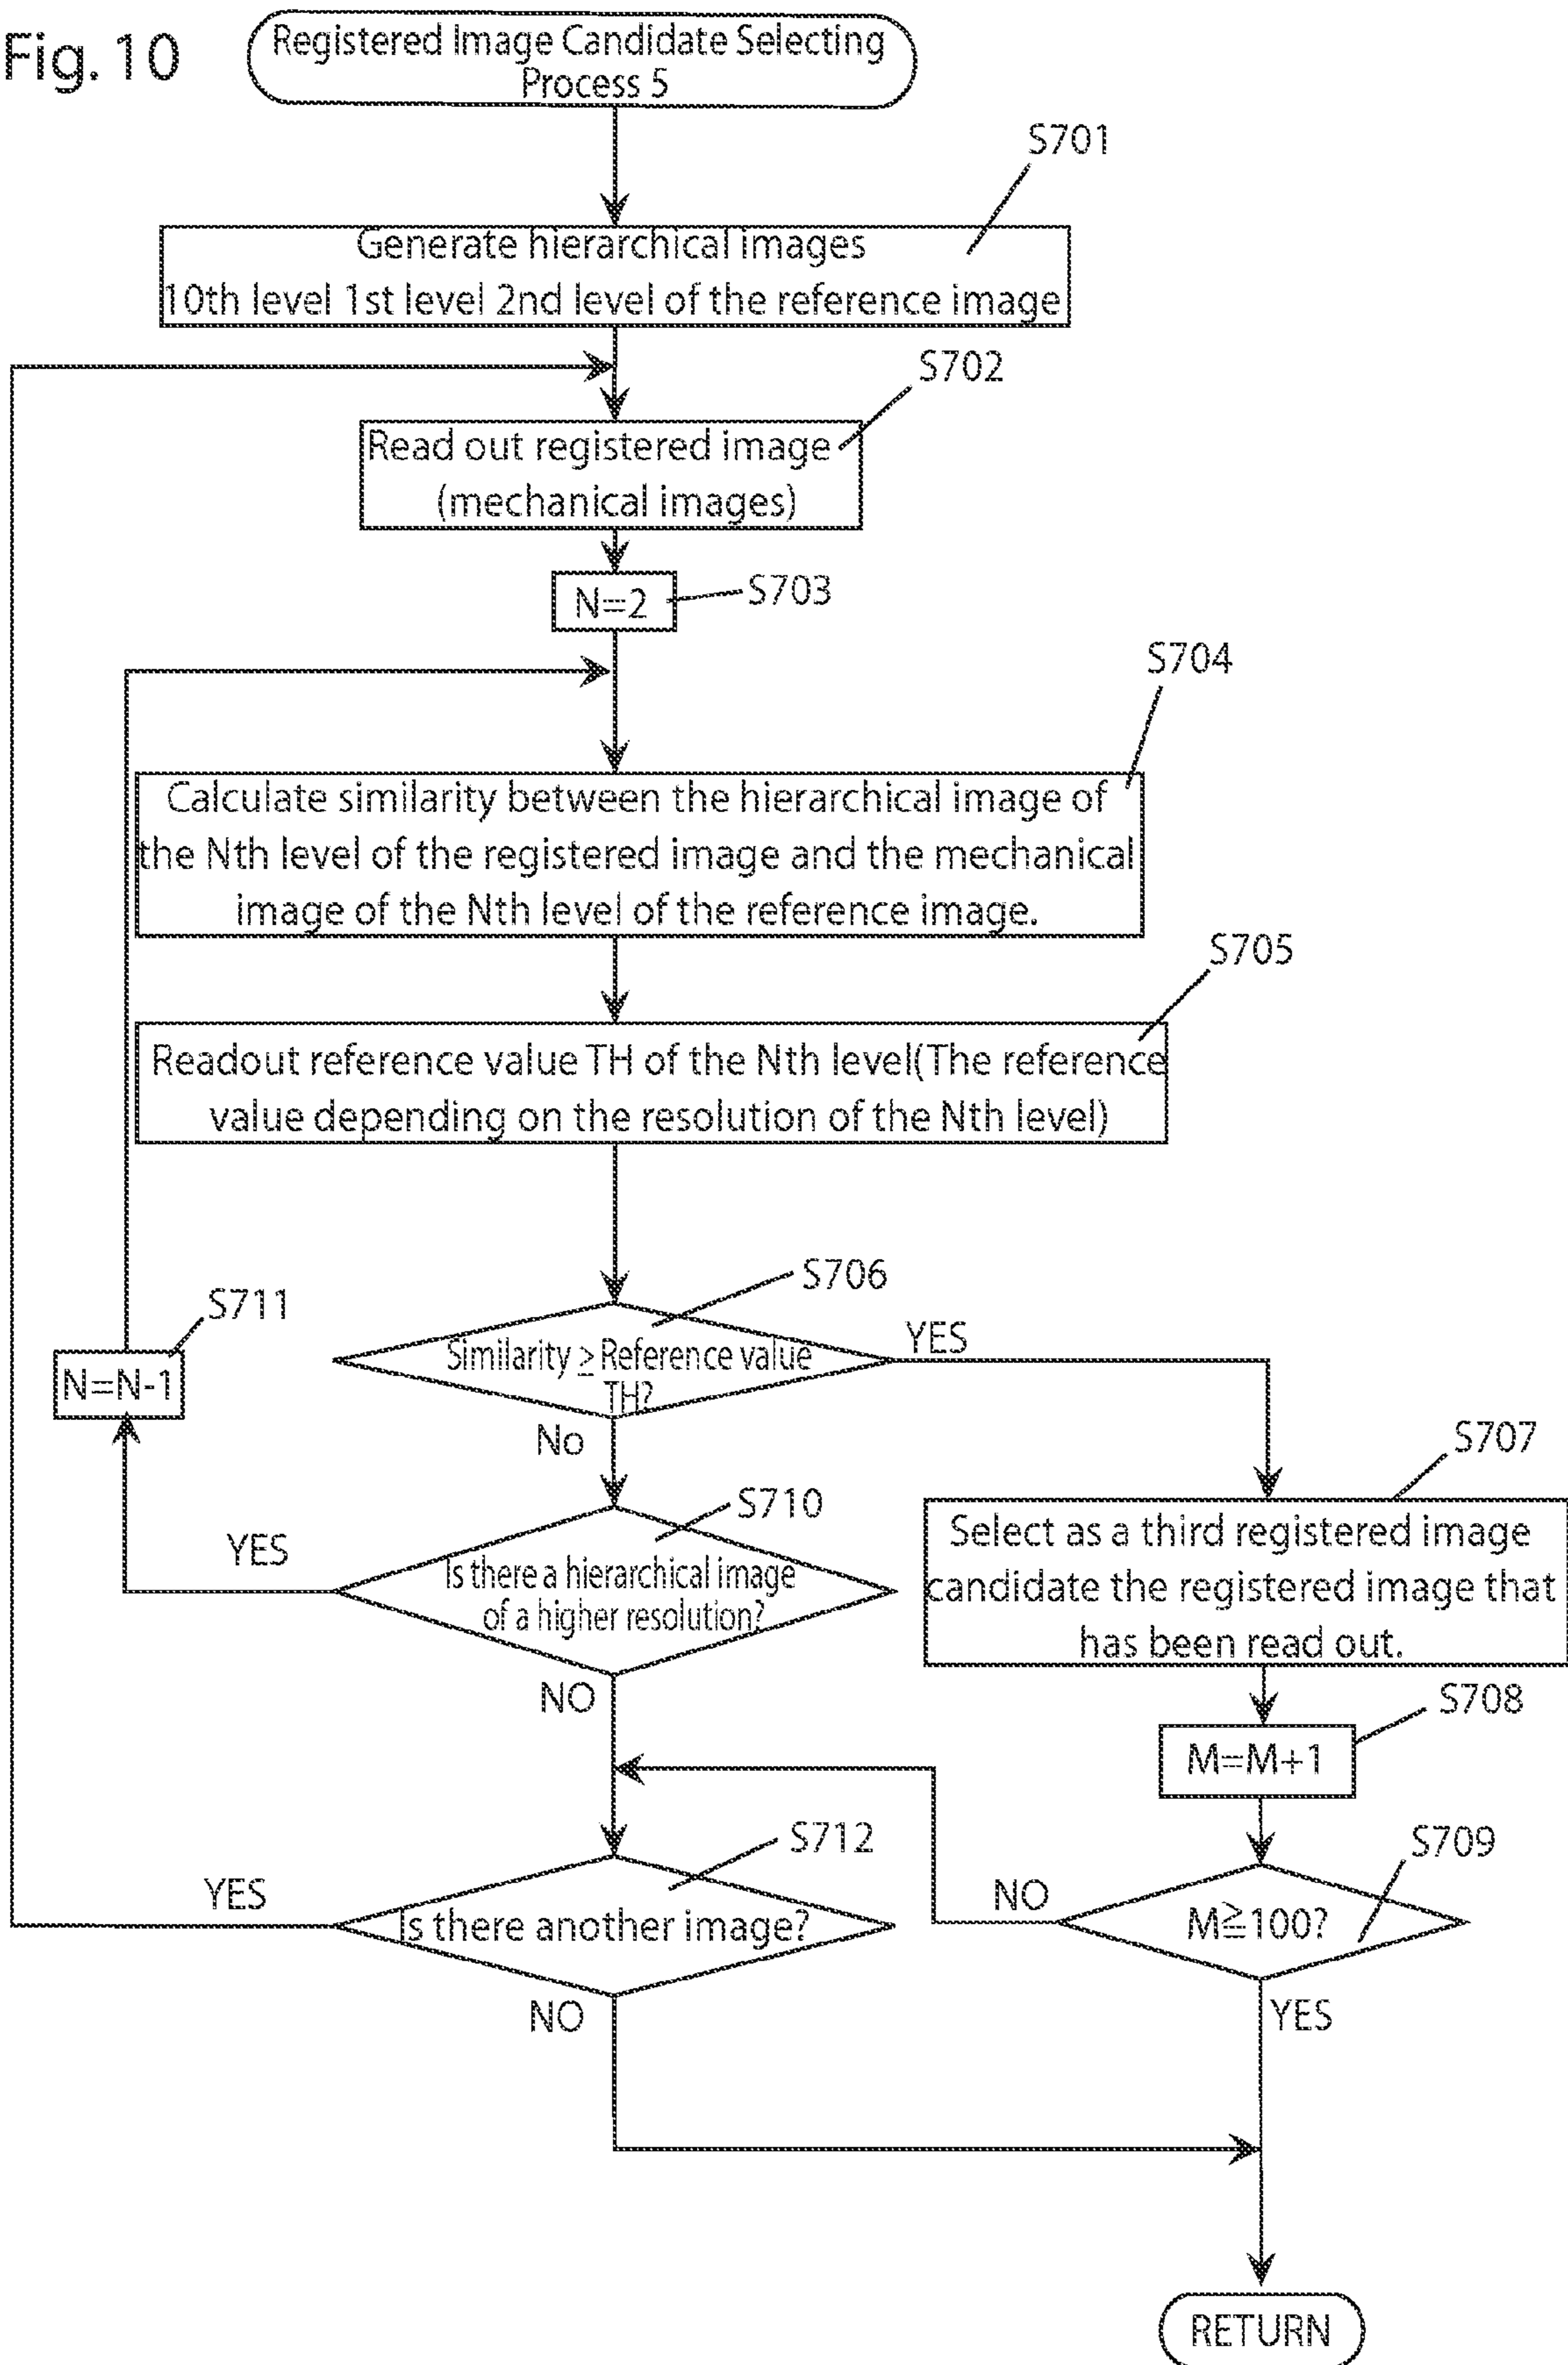 Fig. 10
Registered Image Candidate Selecting
Process 5
S701
Generate hierarchical images
10th level 1st level 2nd level of the reference image
S702
Read out registered image
(mechanical images)
N=2
S703
S704
Calculate similarity between the hierarchical image of
the Nth level of the registered image and the mechanical
image of the Nth level of the reference image.
S705
Readout reference value TH of the Nth level(The reference
value depending on the resolution of the Nth level)
S706
S711
Similarity ≥ Reference value
TH?
YES
N=N-1
No
S707
S710
Select as a third registered image
candidate the registered image that
has been read out.
YES
Is there a hierarchical image
of a higher resolution?
NO
S708
M=M+1
S712
S709
YES
Is there another image?
NO
M≧100?
NO
YES
RETURN